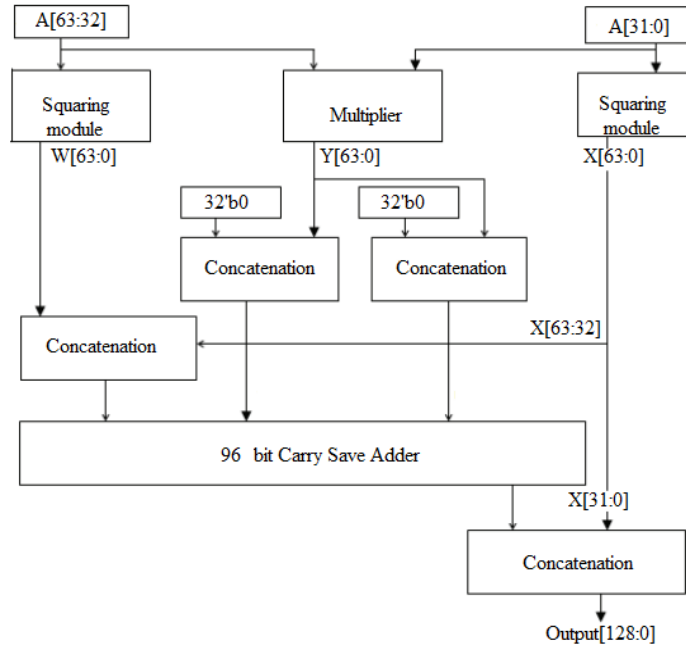 A[63:32]
A[31:0]
Squaring
module
Multiplier
Squaring
module
W[63:0]
Y[63:0]
X[63:0]
32'b0
32'b0
Concatenation
Concatenation
X[63:32]
Concatenation
96 bit Carry Save Adder
X[31:0]
Concatenation
Output[128:0]